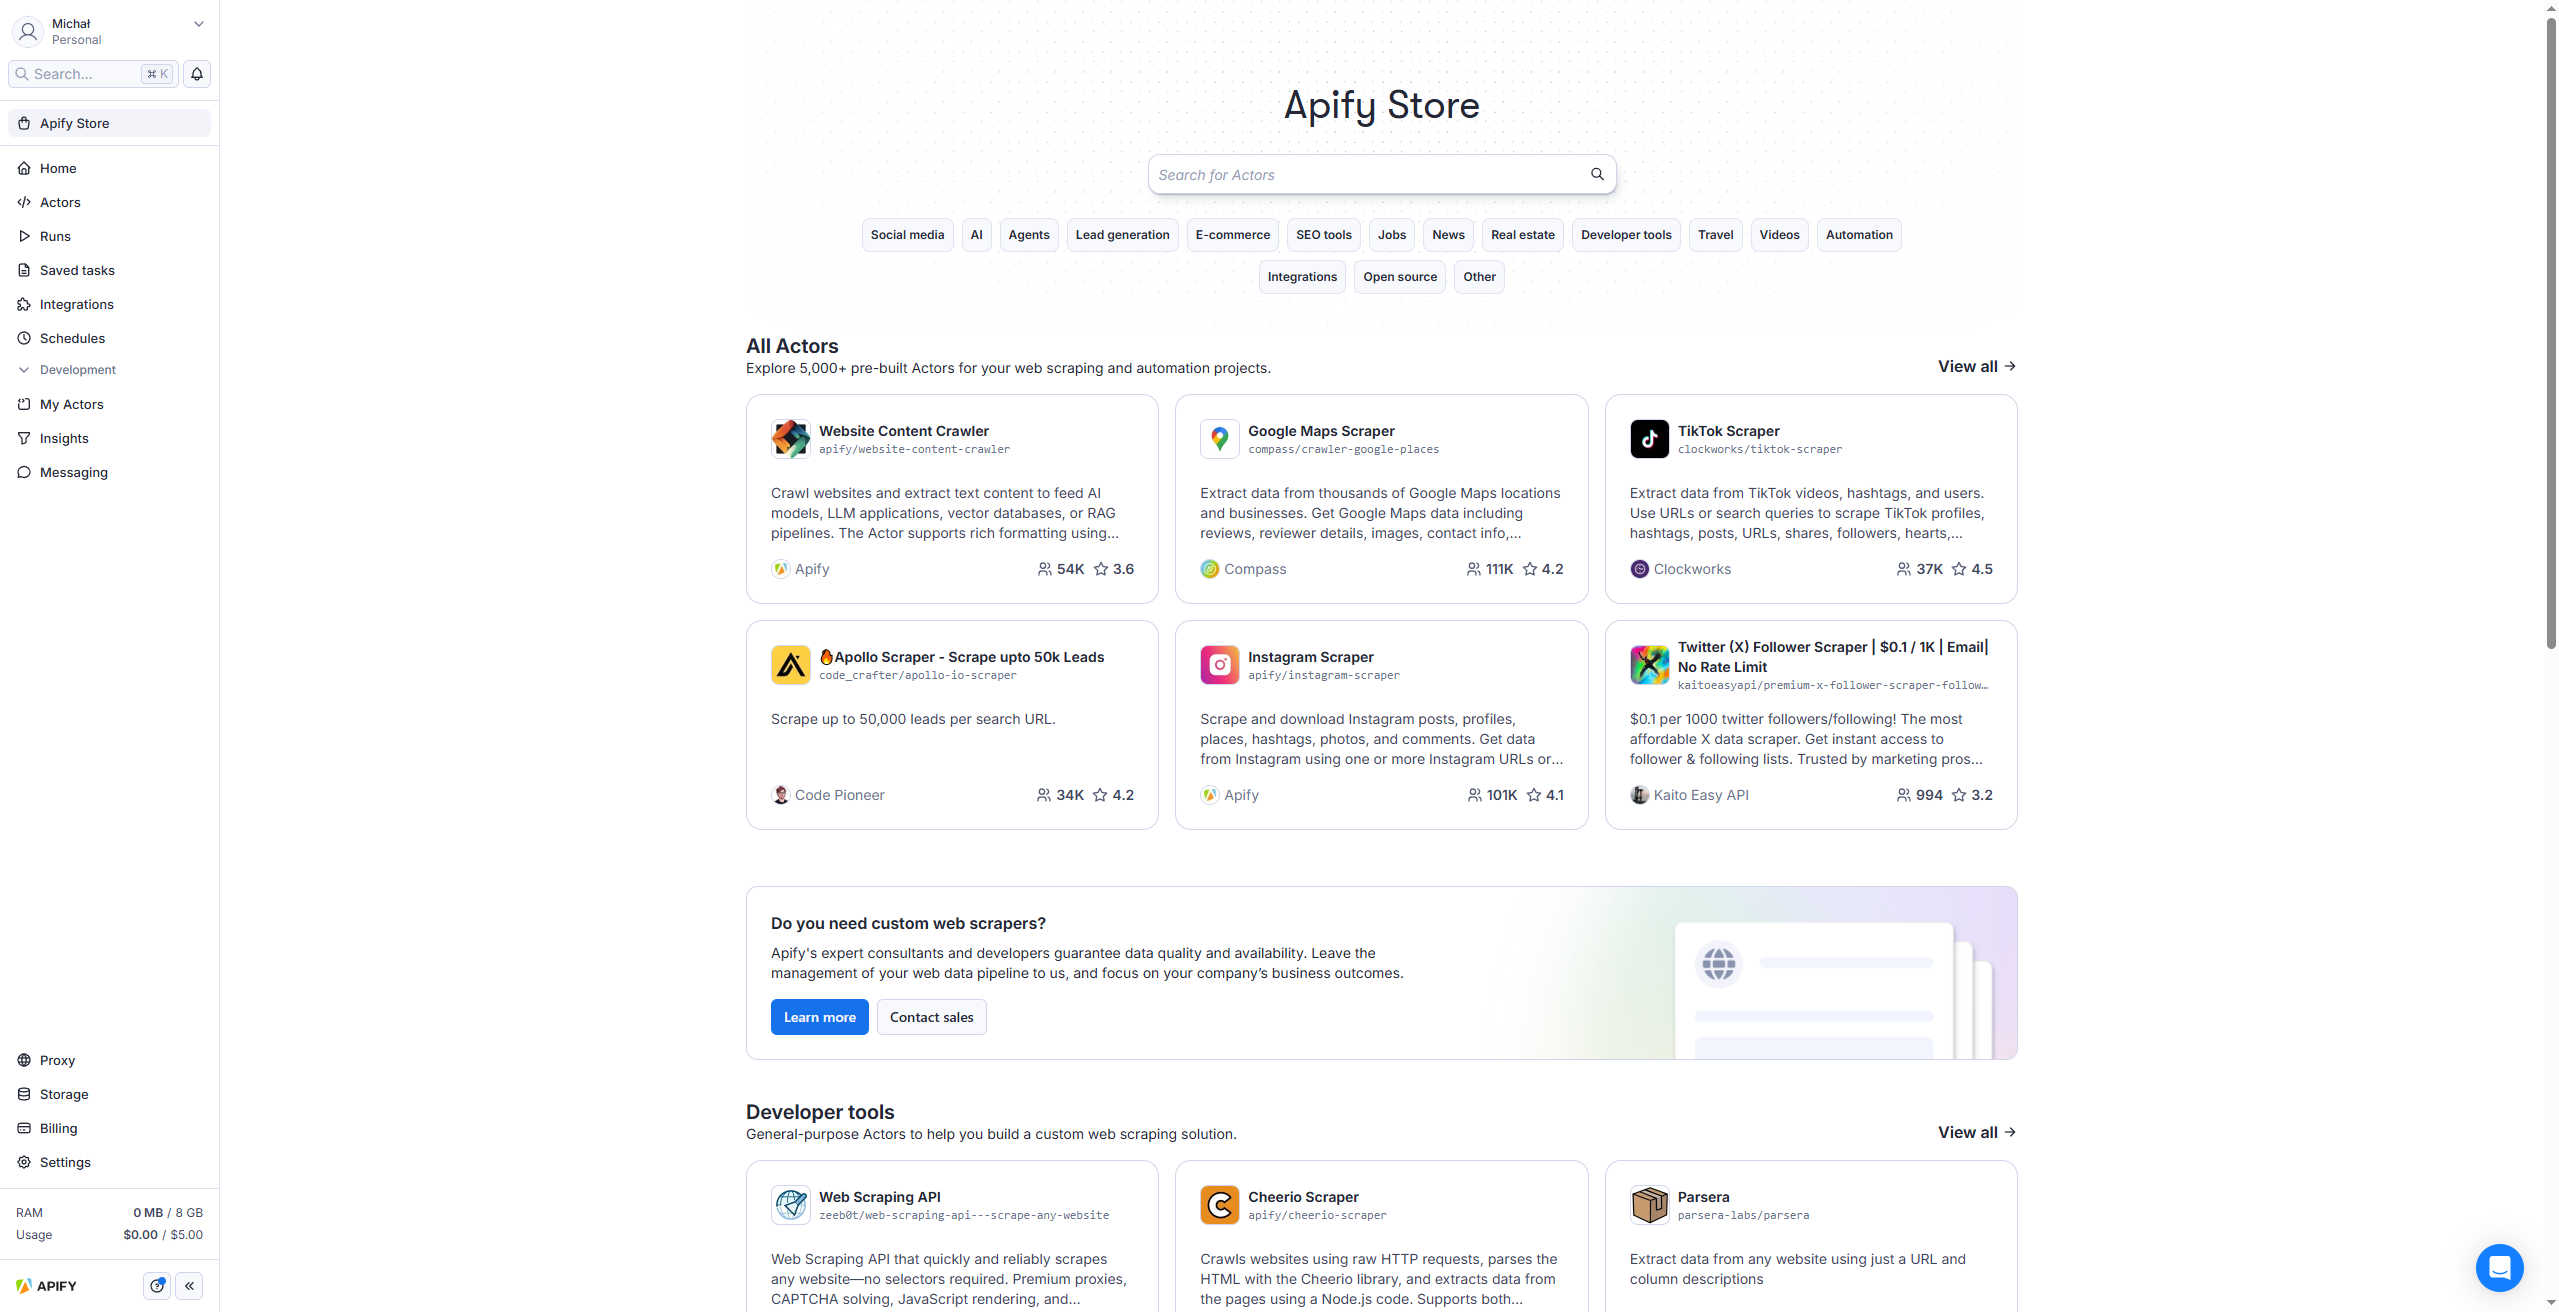 Michał
Personal
Search...
⌘ K
Apify Store
Home
Actors
Runs
Saved tasks
Integrations
Schedules
Development
My Actors
Insights
Messaging
Proxy
Storage
Billing
Settings
RAM 0 MB / 8 GB
Usage $0.00 / $5.00
APIFY
Apify Store
Search for Actors
Social media AI Agents Lead generation E-commerce SEO tools Jobs News Real estate Developer tools Travel Videos Automation
Integrations Open source Other
All Actors
Explore 5,000+ pre-built Actors for your web scraping and automation projects.
View all
Website Content Crawler
apify/website-content-crawler
Crawl websites and extract text content to feed AI
models, LLM applications, vector databases, or RAG
pipelines. The Actor supports rich formatting using...
Apify 54K 3.6
Google Maps Scraper
compass/crawler-google-places
Extract data from thousands of Google Maps locations
and businesses. Get Google Maps data including
reviews, reviewer details, images, contact info,...
Compass 111K 4.2
TikTok Scraper
clockworks/tiktok-scraper
Extract data from TikTok videos, hashtags, and users.
Use URLs or search queries to scrape TikTok profiles,
hashtags, posts, URLs, shares, followers, hearts,...
Clockworks 37K 4.5
🔥Apollo Scraper - Scrape upto 50k Leads
code_crafter/apollo-io-scraper
Scrape up to 50,000 leads per search URL.
Code Pioneer 34K 4.2
Instagram Scraper
apify/instagram-scraper
Scrape and download Instagram posts, profiles,
places, hashtags, photos, and comments. Get data
from Instagram using one or more Instagram URLs or...
Apify 101K 4.1
Twitter (X) Follower Scraper | $0.1 / 1K | Email|
No Rate Limit
kaitoeasyapi/premium-x-follower-scraper-follow…
$0.1 per 1000 twitter followers/following! The most
affordable X data scraper. Get instant access to
follower & following lists. Trusted by marketing pros...
Kaito Easy API 994 3.2
Do you need custom web scrapers?
Apify's expert consultants and developers guarantee data quality and availability. Leave the
management of your web data pipeline to us, and focus on your company’s business outcomes.
Learn more
Contact sales
Developer tools
General-purpose Actors to help you build a custom web scraping solution.
View all
Web Scraping API
zeeb0t/web-scraping-api---scrape-any-website
Web Scraping API that quickly and reliably scrapes
any website—no selectors required. Premium proxies,
CAPTCHA solving, JavaScript rendering, and...
Cheerio Scraper
apify/cheerio-scraper
Crawls websites using raw HTTP requests, parses the
HTML with the Cheerio library, and extracts data from
the pages using a Node.js code. Supports both...
Parsera
parsera-labs/parsera
Extract data from any website using just a URL and
column descriptions